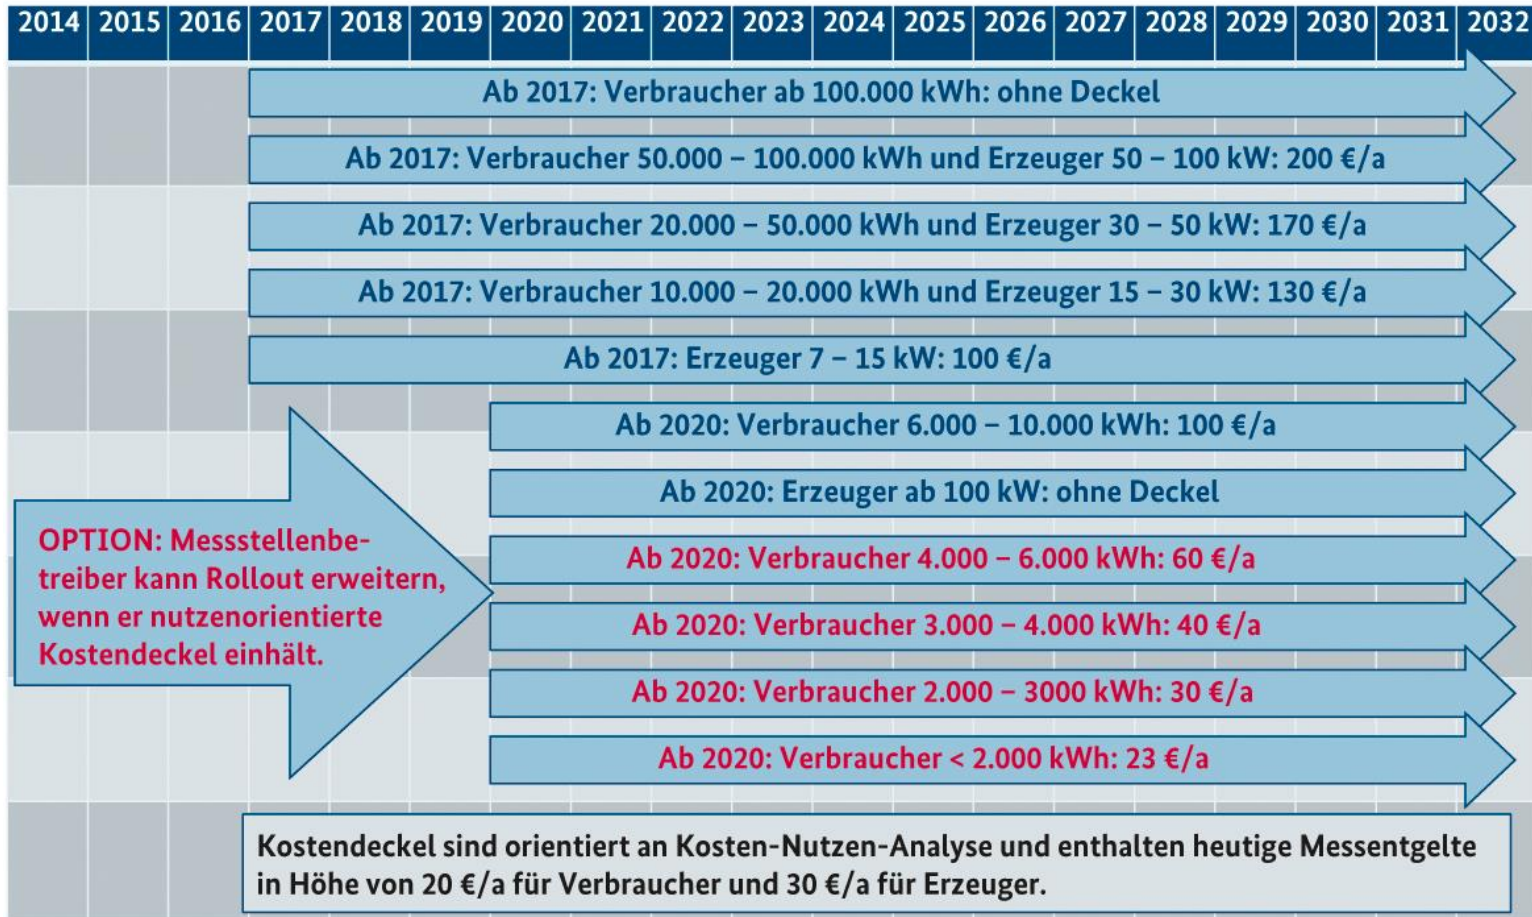 2014 2015 2016 2017 2018 2019 2020 2021 2022 2023 2024 2025 2026 2027 2028 2029 2030 2031 2032
Ab 2017: Verbraucher ab 100.000 kWh: ohne Deckel
Ab 2017: Verbraucher 50.000 – 100.000 kWh und Erzeuger 50 – 100 kW: 200 €/a
Ab 2017: Verbraucher 20.000 – 50.000 kWh und Erzeuger 30 – 50 kW: 170 €/a
Ab 2017: Verbraucher 10.000 – 20.000 kWh und Erzeuger 15 – 30 kW: 130 €/a
Ab 2017: Erzeuger 7 – 15 kW: 100 €/a
Ab 2020: Verbraucher 6.000 – 10.000 kWh: 100 €/a
Ab 2020: Erzeuger ab 100 kW: ohne Deckel
OPTION: Messstellenbe-
treiber kann Rollout erweitern,
wenn er nutzenorientierte
Kostendeckel einhält.
Ab 2020: Verbraucher 4.000 – 6.000 kWh: 60 €/a
Ab 2020: Verbraucher 3.000 – 4.000 kWh: 40 €/a
Ab 2020: Verbraucher 2.000 – 3000 kWh: 30 €/a
Ab 2020: Verbraucher < 2.000 kWh: 23 €/a
Kostendeckel sind orientiert an Kosten-Nutzen-Analyse und enthalten heutige Messentgelte
in Höhe von 20 €/a für Verbraucher und 30 €/a für Erzeuger.